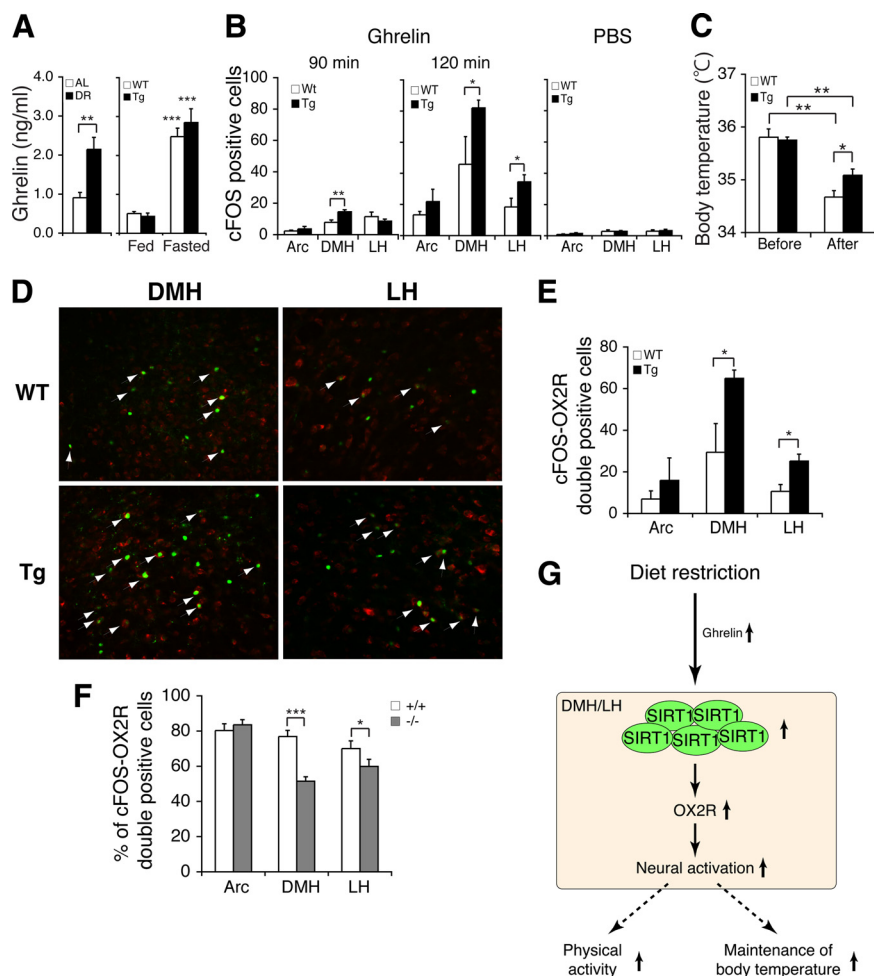 A
Ghrelin (ng/ml)
4.0
3.0
2.0
1.0
0.0
AL
DR
**
WT
Tg
***
***
Fed
Fasted
B
Ghrelin
PBS
90 min
120 min
cFOS positive cells
100
80
60
40
20
0
Wt
Tg
**
Arc
DMH
LH
WT
Tg
*
*
Arc
DMH
LH
WT
Tg
Arc
DMH
LH
C
Body temperature (℃)
37
36
35
34
33
WT
Tg
**
**
*
Before
After
D
DMH
LH
WT
Tg
E
cFOS-OX2R
double positive cells
80
60
40
20
0
WT
Tg
*
*
Arc
DMH
LH
F
% of cFOS-OX2R
double positive cells
100
80
60
40
20
0
+/+
-/-
***
*
Arc
DMH
LH
G
Diet restriction
Ghrelin
DMH/LH
SIRT1 SIRT1
SIRT1 SIRT1 SIRT1
OX2R
Neural activation
Physical
activity
Maintenance of
body temperature